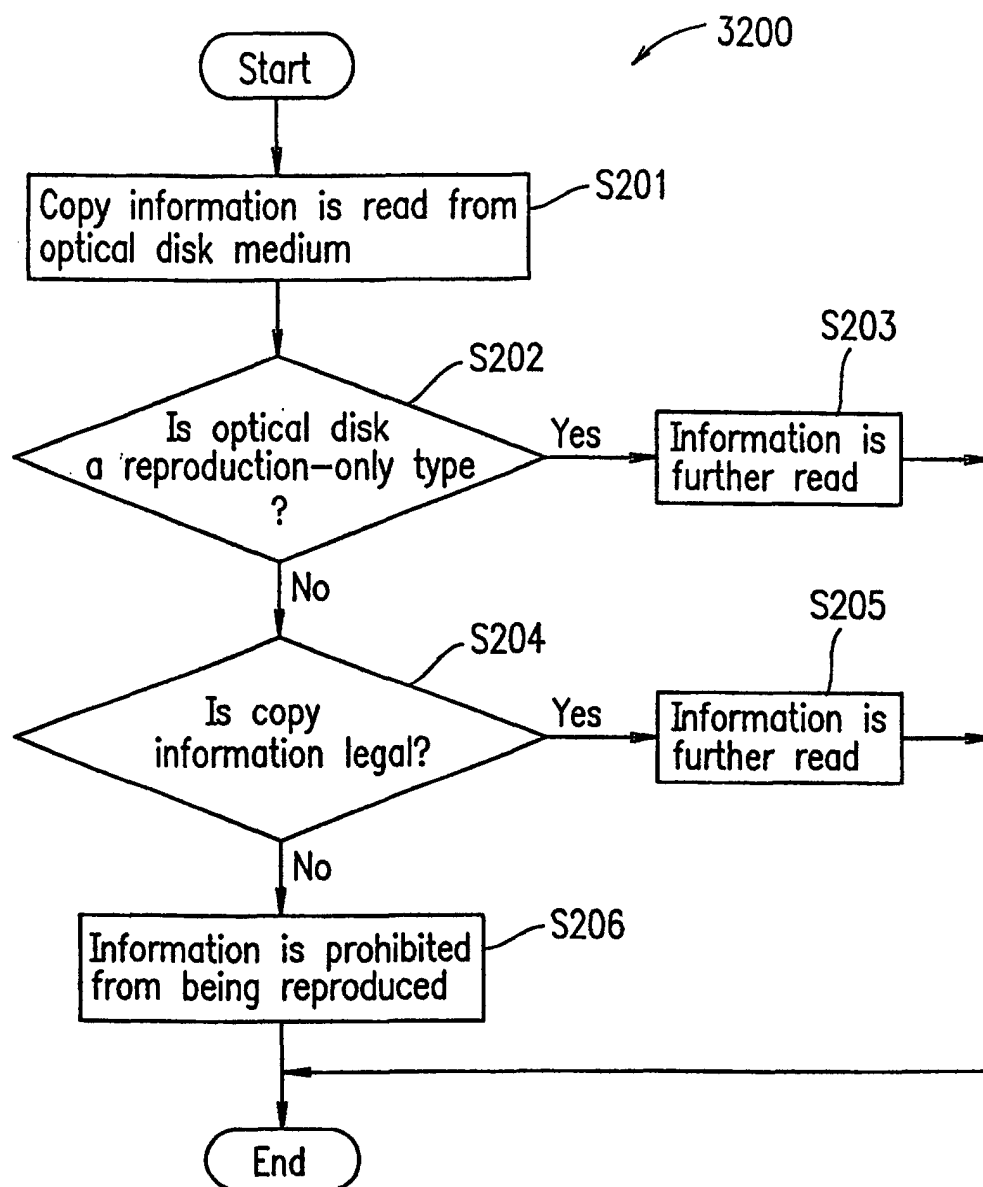 3200
Start
S201
Copy information is read from
optical disk medium
S202
S203
Is optical disk
a reproduction-only type
?
Yes
Information is
further read
No
S204
S205
Is copy
information legal?
Yes
Information is
further read
No
S206
Information is prohibited
from being reproduced
End